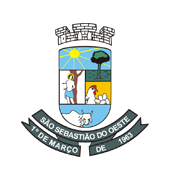 SÃO SEBASTIÃO DO OESTE
1º DE MARÇO DE 1963